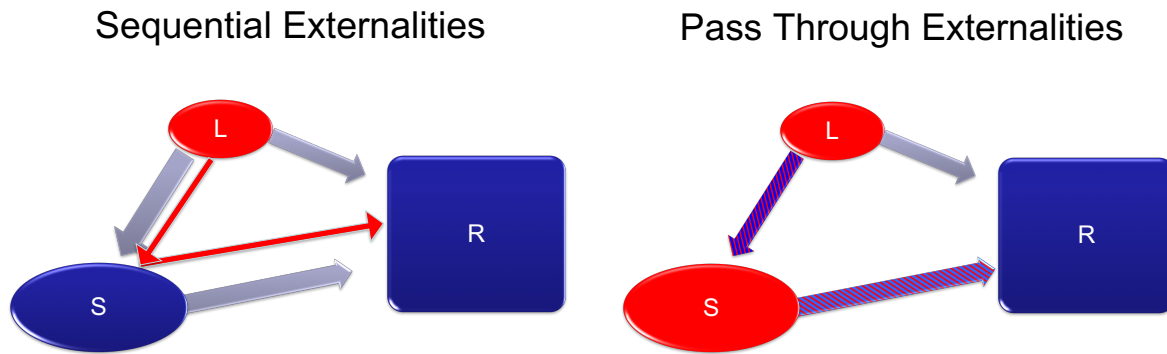 Sequential Externalities
L
R
S
Pass Through Externalities
L
R
S